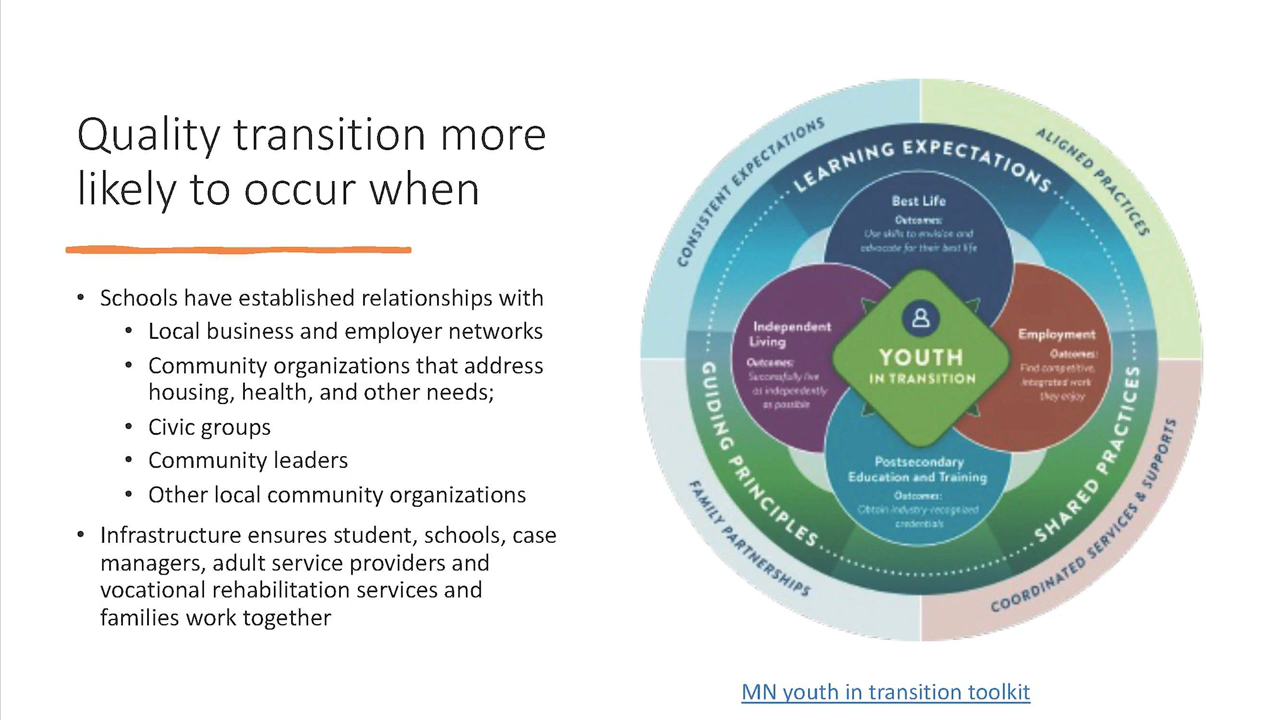 Quality transition more
likely to occur when
• Schools have established relationships with
• Local business and employer networks
• Community organizations that address
housing, health, and other needs;
• Civic groups
• Community leaders
• Other local community organizations
• Infrastructure ensures student, schools, case
managers, adult service providers and
vocational rehabilitation services and
families work together
CONSISTENT EXPECTATIONS
ALIGNED PRACTICES
LEARNING EXPECTATIONS
Best Life
Outcomes:
Use skills to envision and
advocate for their best life
Independent
Living
Outcomes:
Successfully live
as independently
as possible
YOUTH
IN TRANSITION
Employment
Outcomes:
Find competitive,
integrated work
they enjoy
Postsecondary
Education and Training
Outcomes:
Obtain industry-recognized
credentials
GUIDING PRINCIPLES
SHARED PRACTICES
FAMILY PARTNERSHIPS
COORDINATED SERVICES & SUPPORTS
MN youth in transition toolkit